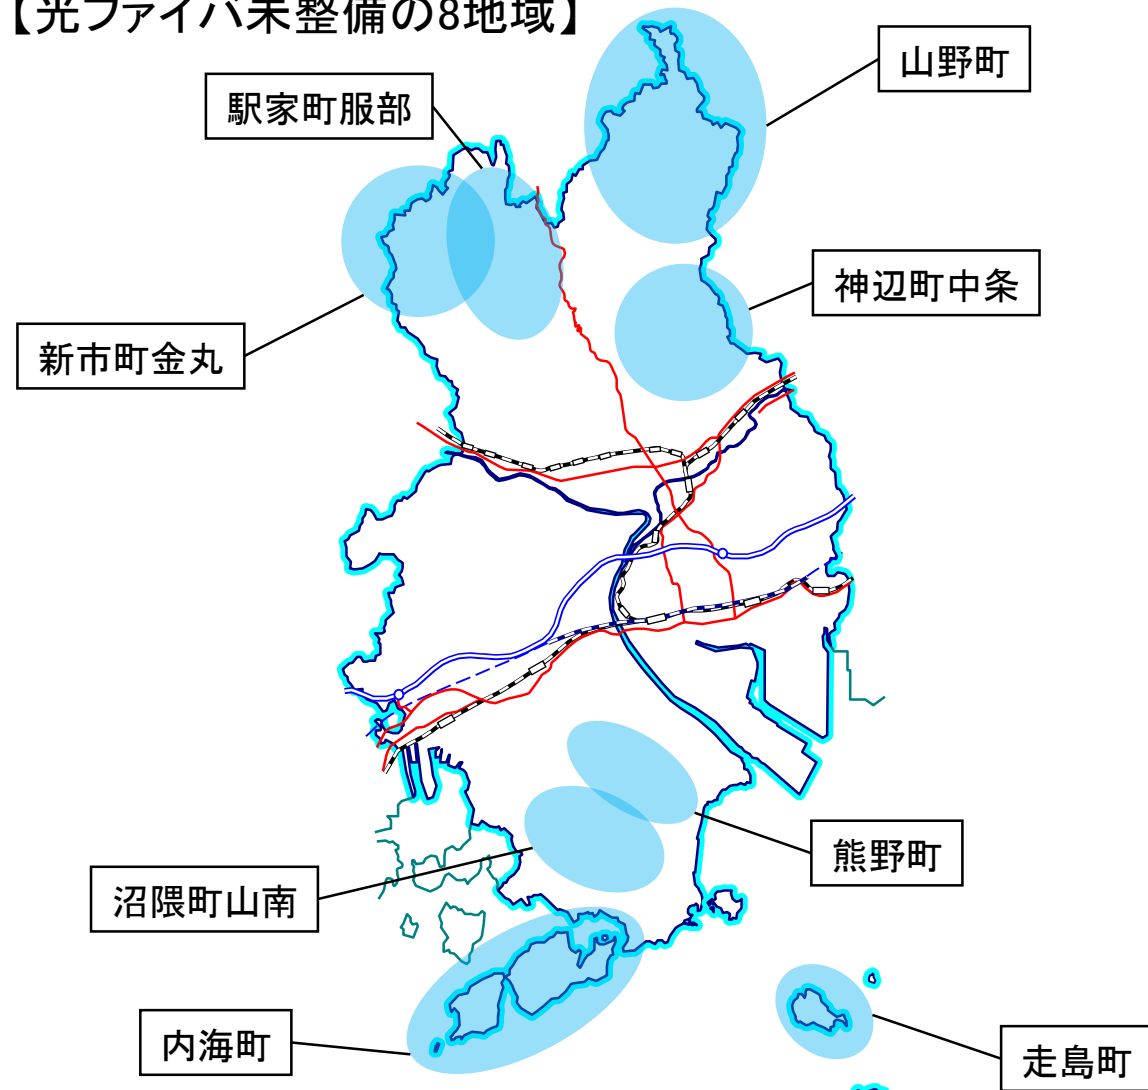 【光ファイバ未整備の8地域】
山野町
駅家町服部
神辺町中条
新市町金丸
熊野町
沼隈町山南
内海町
走島町